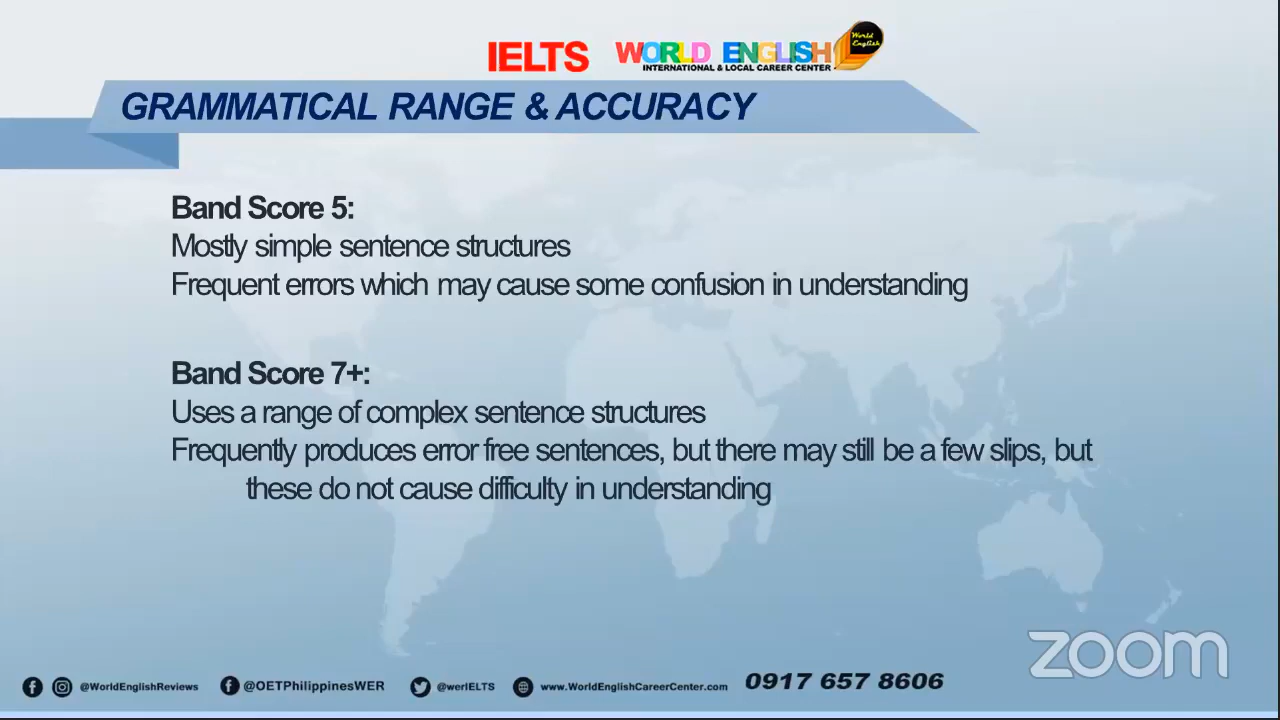 IELTS WORLD ENGLISH World English
INTERNATIONAL & LOCAL CAREER CENTER
GRAMMATICAL RANGE & ACCURACY
Band Score 5:
Mostly simple sentence structures
Frequent errors which may cause some confusion in understanding
Band Score 7+:
Uses a range of complex sentence structures
Frequently produces error free sentences, but there may still be a few slips, but
these do not cause difficulty in understanding
zoom
@WorldEnglishReviews @OETPhilippinesWER @werIELTS www.WorldEnglishCareerCenter.com 0917 657 8606